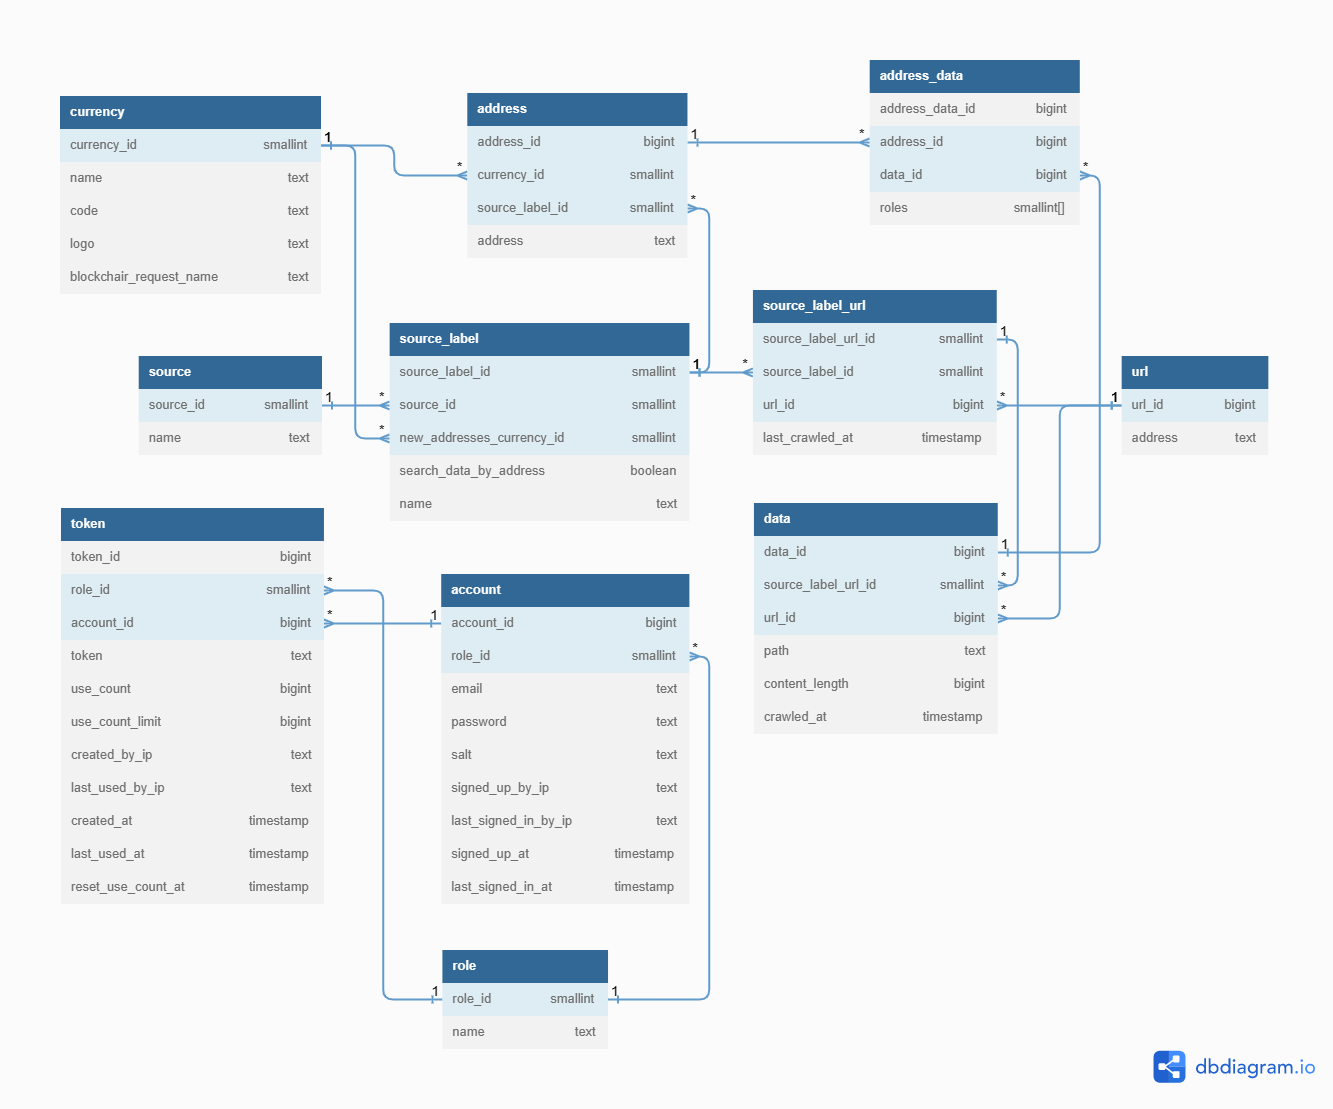 currency
currency_id smallint
name text
code text
logo text
blockchair_request_name text
1
1
*
address
address_id bigint
currency_id smallint
source_label_id smallint
address text
1
*
*
address_data
address_data_id bigint
address_id bigint
data_id bigint
roles smallint[]
*
source
source_id smallint
name text
1
*
*
source_label
source_label_id smallint
source_id smallint
new_addresses_currency_id smallint
search_data_by_address boolean
name text
1
*
source_label_url
source_label_url_id smallint
source_label_id smallint
url_id bigint
last_crawled_at timestamp
1
*
1
url
url_id bigint
address text
token
token_id bigint
role_id smallint
account_id bigint
token text
use_count bigint
use_count_limit bigint
created_by_ip text
last_used_by_ip text
created_at timestamp
last_used_at timestamp
reset_use_count_at timestamp
*
*
1
account
account_id bigint
role_id smallint
email text
password text
salt text
signed_up_by_ip text
last_signed_in_by_ip text
signed_up_at timestamp
last_signed_in_at timestamp
*
data
data_id bigint
source_label_url_id smallint
url_id bigint
path text
content_length bigint
crawled_at timestamp
1
*
*
role
role_id smallint
name text
1
1
dbdiagram.io